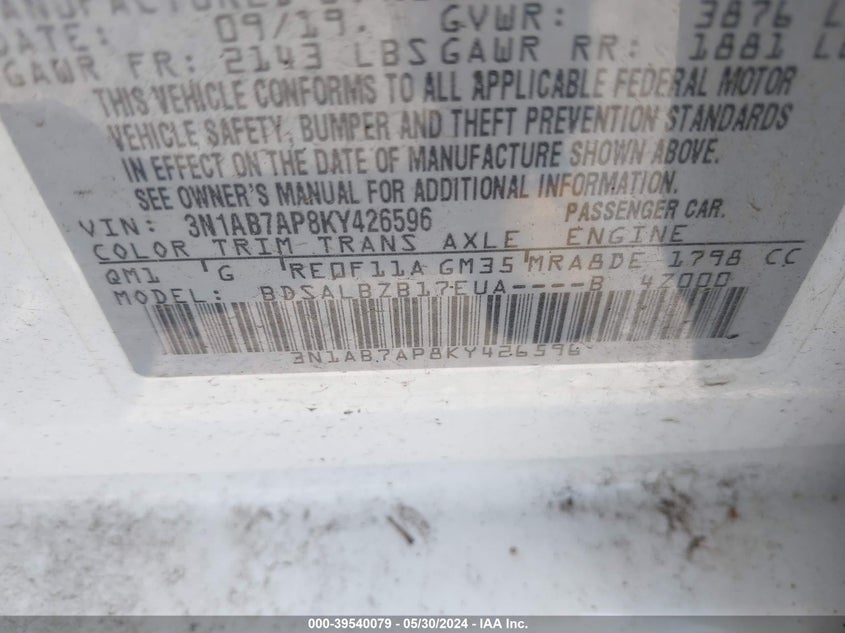 DATE: 09/19. GVWR: 3876 L
GAWR FR: 2143 LBS GAWR RR: 1881 LB
THIS VEHICLE CONFORMS TO ALL APPLICABLE FEDERAL MOTOR
VEHICLE SAFETY, BUMPER AND THEFT PREVENTION STANDARDS
IN EFFECT ON THE DATE OF MANUFACTURE SHOWN ABOVE.
SEE OWNER'S MANUAL FOR ADDITIONAL INFORMATION.
VIN: 3N1AB7AP8KY426596 PASSENGER CAR.
COLOR TRIM TRANS AXLE ENGINE
QM1 G RE0F11A GM35 MRA8DE 1798 CC
MODEL: BDSALBZB17EUA----B 4Z000
3N1AB7AP8KY426596
000-39540079 - 05/30/2024 - IAA Inc.